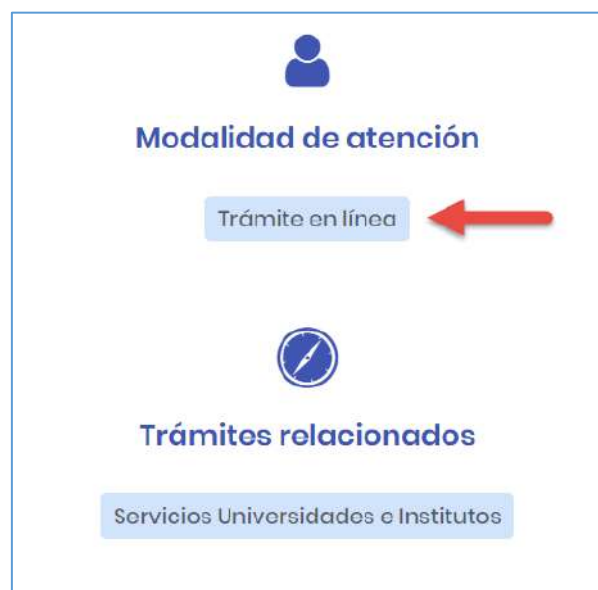 Modalidad de atención
Trámite en línea
Trámites relacionados
Servicios Universidades e Institutos